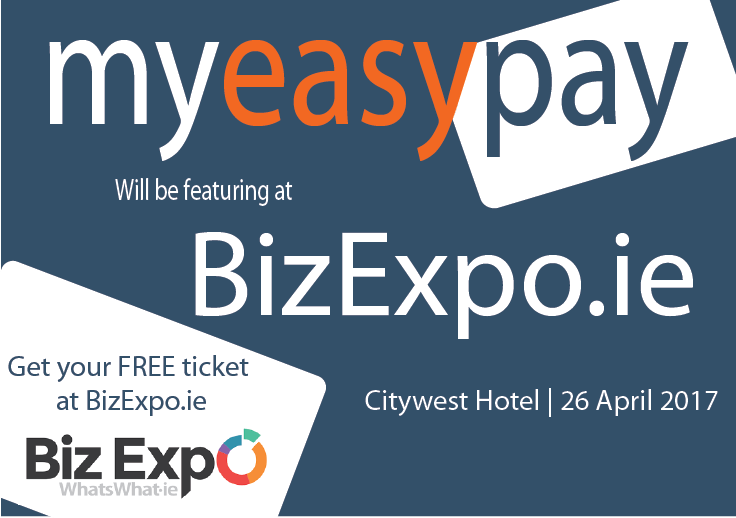 myeasypay
Will be featuring at
BizExpo.ie
Get your FREE ticket
at BizExpo.ie
Citywest Hotel | 26 April 2017
Biz Expo
WhatsWhat.ie